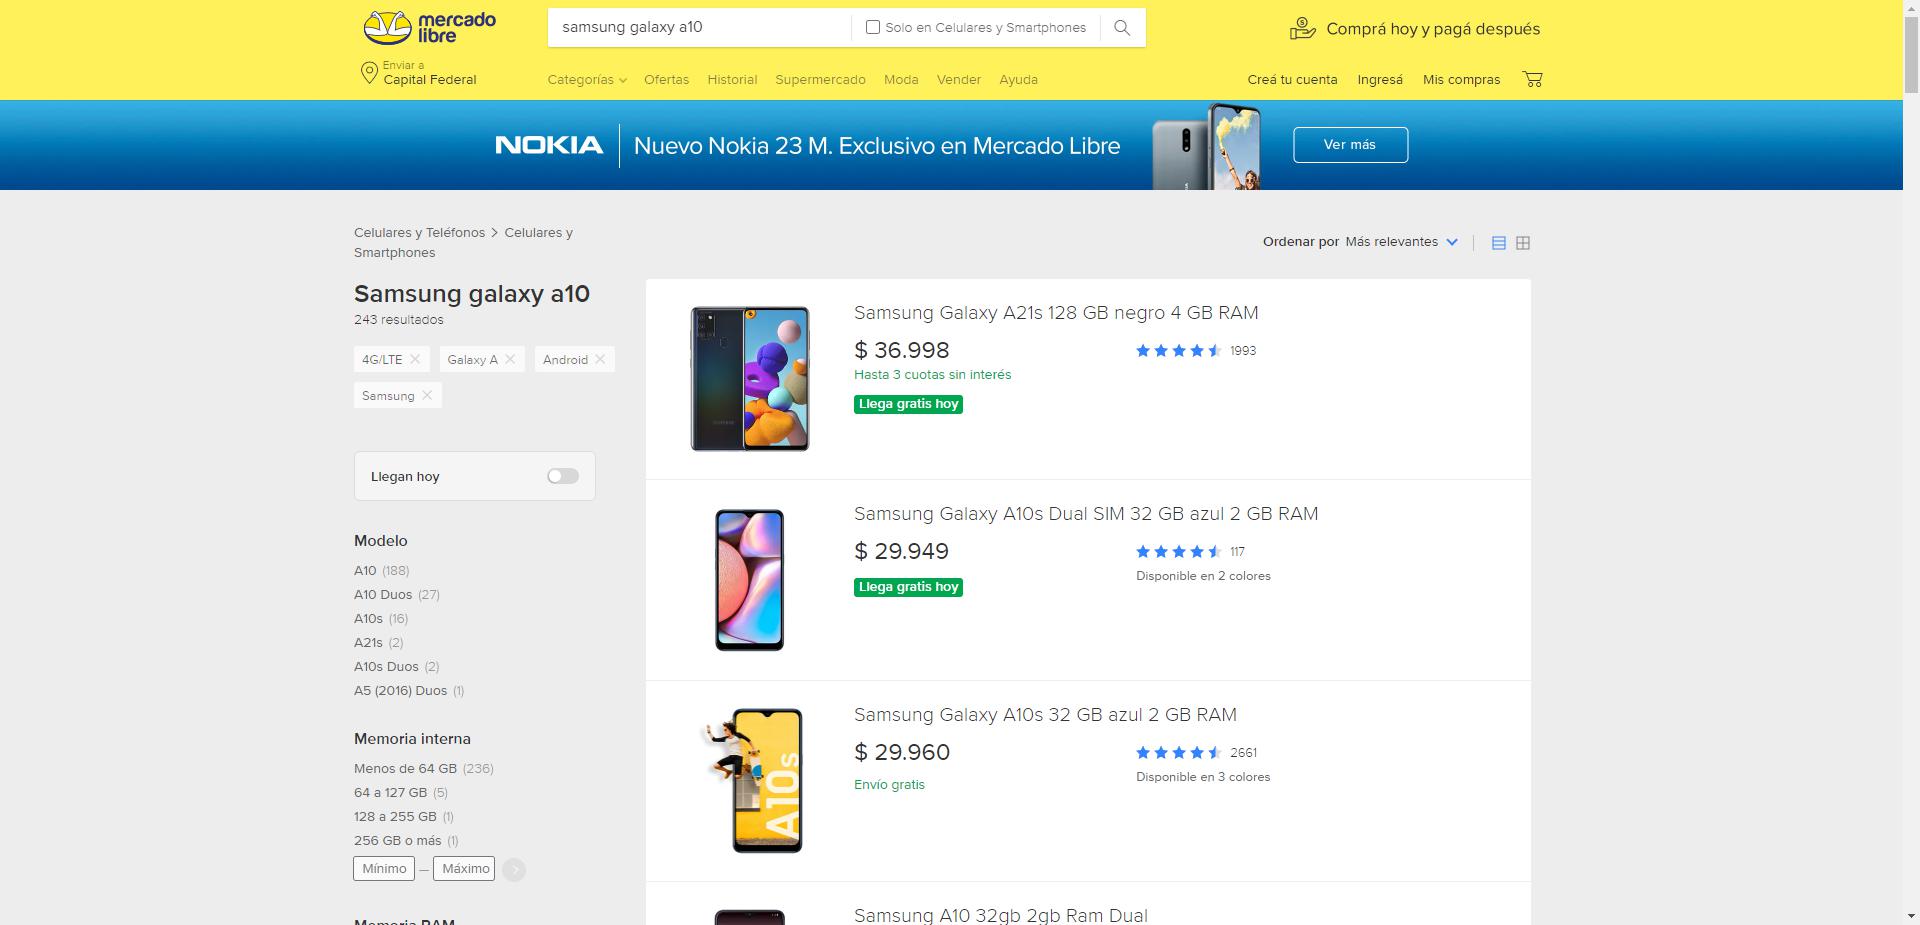 mercado
libre
samsung galaxy a10
Solo en Celulares y Smartphones
Comprá hoy y pagá después
Enviar a
Capital Federal
Categorías
Ofertas
Historial
Supermercado
Moda
Vender
Ayuda
Creá tu cuenta
Ingresá
Mis compras
NOKIA
Nuevo Nokia 23 M. Exclusivo en Mercado Libre
Ver más
Celulares y Teléfonos > Celulares y
Smartphones
Ordenar por Más relevantes
Samsung galaxy a10
243 resultados
4G/LTE
Galaxy A
Android
Samsung
Llegan hoy
Modelo
A10 (188)
A10 Duos (27)
A10s (16)
A21s (2)
A10s Duos (2)
A5 (2016) Duos (1)
Memoria interna
Menos de 64 GB (236)
64 a 127 GB (5)
128 a 255 GB (1)
256 GB o más (1)
Mínimo — Máximo
Memoria RAM
Samsung Galaxy A21s 128 GB negro 4 GB RAM
$ 36.998
1993
Hasta 3 cuotas sin interés
Llega gratis hoy
Samsung Galaxy A10s Dual SIM 32 GB azul 2 GB RAM
$ 29.949
117
Disponible en 2 colores
Llega gratis hoy
Samsung Galaxy A10s 32 GB azul 2 GB RAM
$ 29.960
2661
Disponible en 3 colores
Envío gratis
A10s
Samsung A10 32gb 2gb Ram Dual